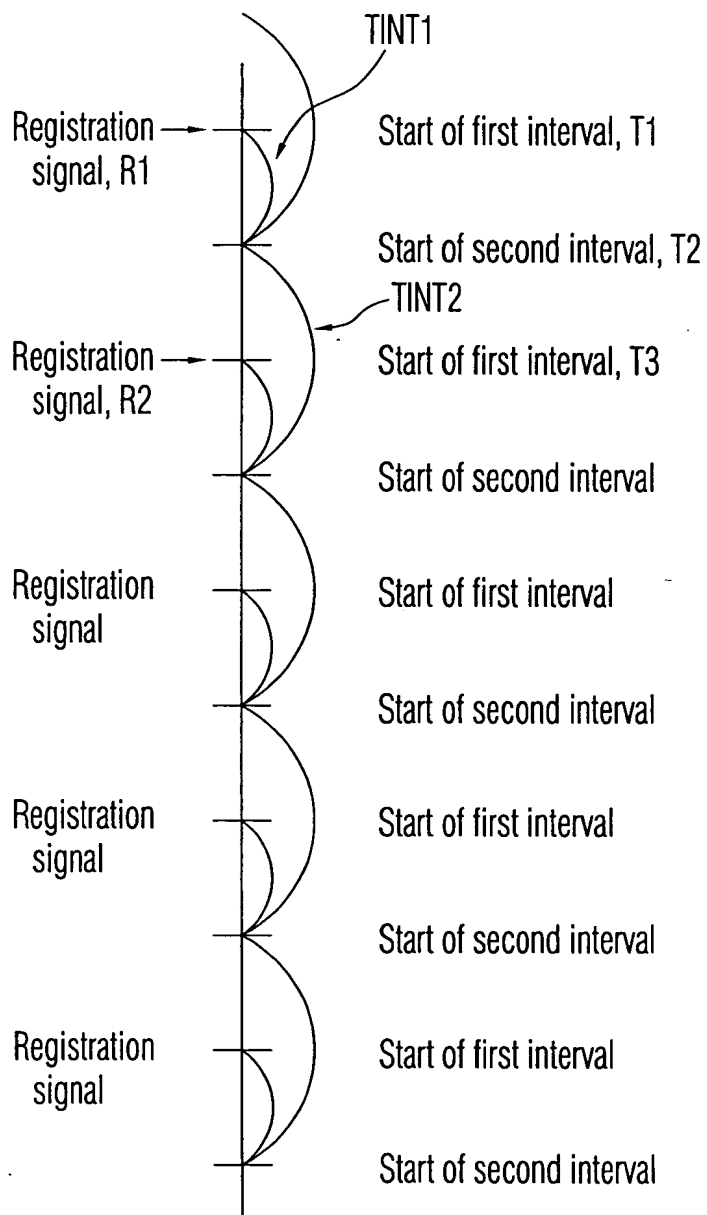 TINT1
Registration
signal, R1
Start of first interval, T1
Start of second interval, T2
TINT2
Registration
signal, R2
Start of first interval, T3
Start of second interval
Registration
signal
Start of first interval
Start of second interval
Registration
signal
Start of first interval
Start of second interval
Registration
signal
Start of first interval
Start of second interval